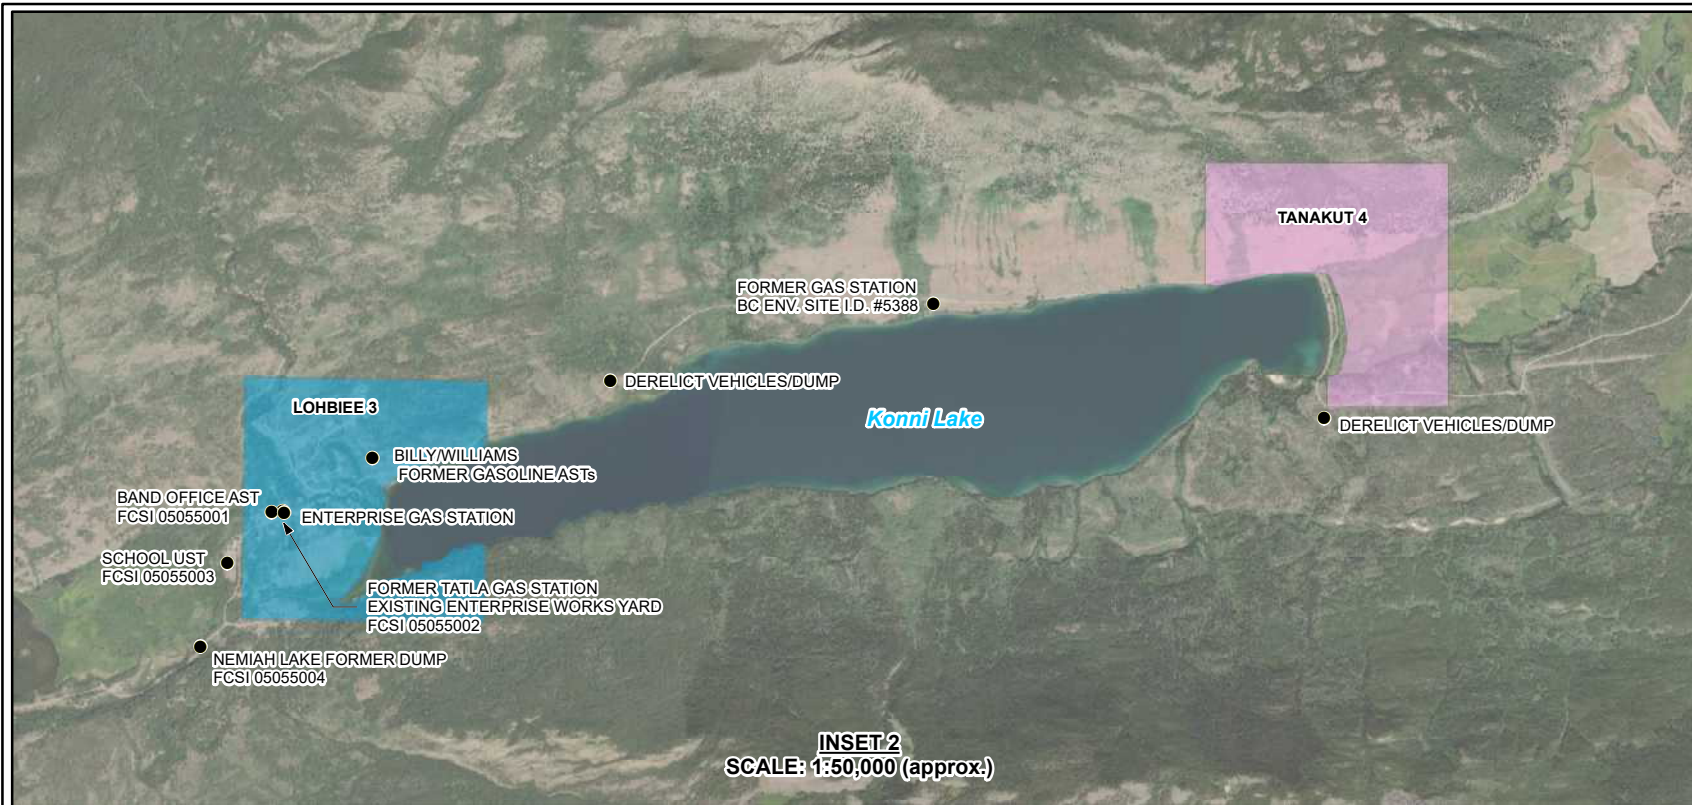 TANAKUT 4
FORMER GAS STATION
BC ENV. SITE I.D. #5388
DERELICT VEHICLES/DUMP
LOHBIEE 3
Konni Lake
DERELICT VEHICLES/DUMP
BILLY/WILLIAMS
FORMER GASOLINE ASTs
BAND OFFICE AST
FCSI 05055001
ENTERPRISE GAS STATION
SCHOOL UST
FCSI 05055003
FORMER TATLA GAS STATION
EXISTING ENTERPRISE WORKS YARD
FCSI 05055002
NEMIAH LAKE FORMER DUMP
FCSI 05055004
INSET 2
SCALE: 1:50,000 (approx.)